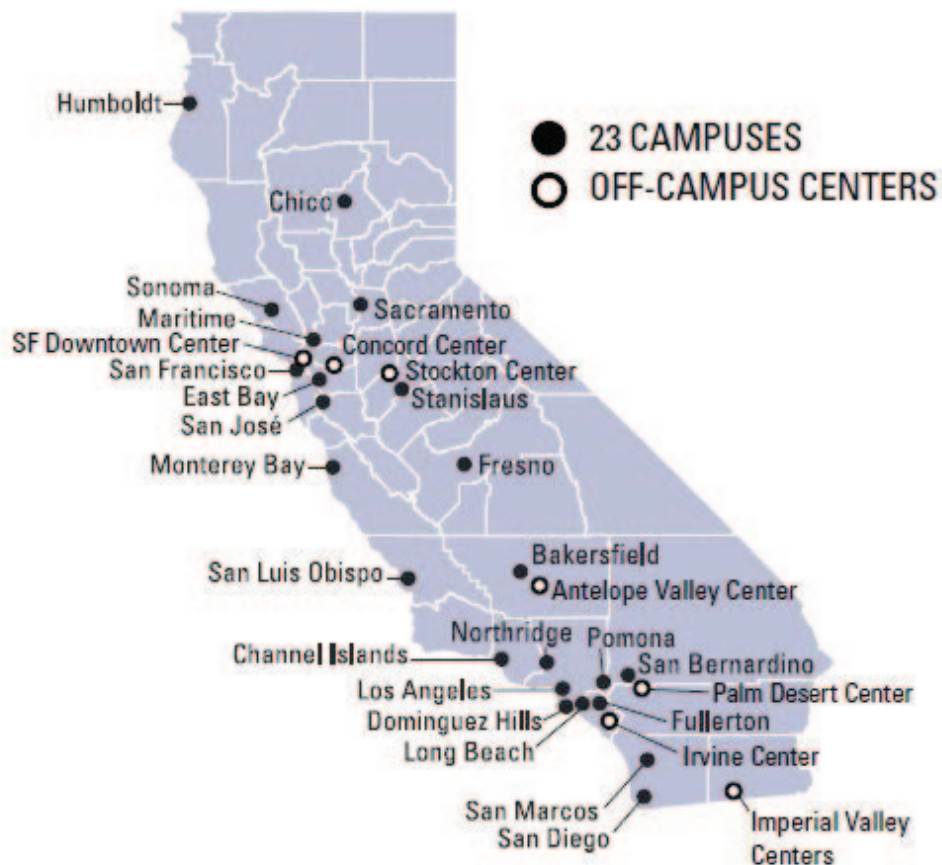 Humboldt
23 CAMPUSES
OFF-CAMPUS CENTERS
Chico
Sonoma
Sacramento
Maritime
SF Downtown Center
Concord Center
San Francisco
Stockton Center
East Bay
Stanislaus
San José
Monterey Bay
Fresno
Bakersfield
San Luis Obispo
Antelope Valley Center
Northridge
Pomona
Channel Islands
San Bernardino
Los Angeles
Palm Desert Center
Dominguez Hills
Fullerton
Long Beach
Irvine Center
San Marcos
San Diego
Imperial Valley
Centers